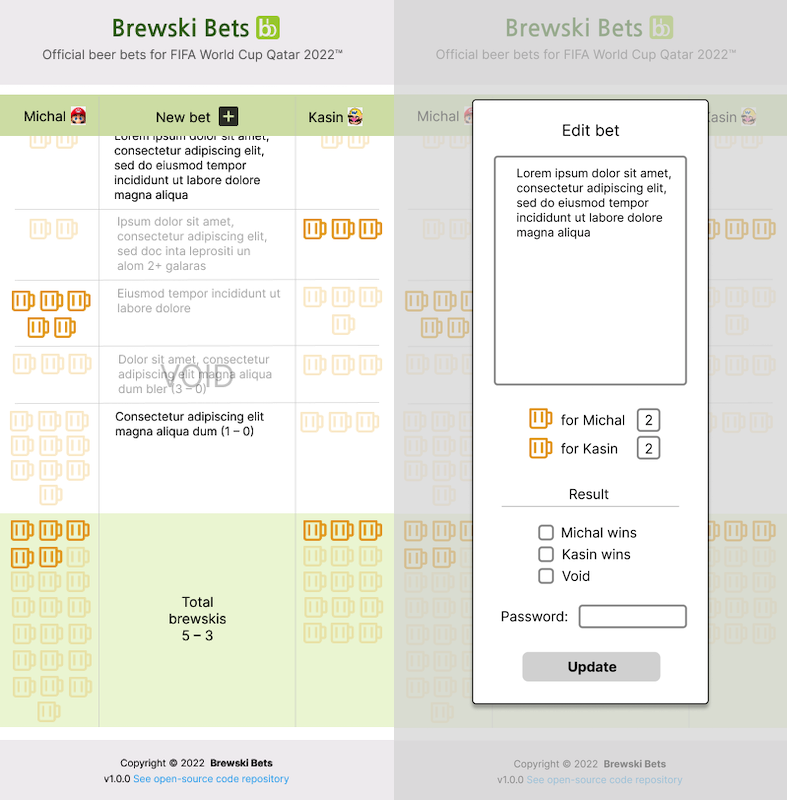 Brewski Bets bb
Official beer bets for FIFA World Cup Qatar 2022™
Michal
New bet +
Kasin
Lorem ipsum dolor sit amet,
consectetur adipiscing elit,
sed do eiusmod tempor
incididunt ut labore dolore
magna aliqua
Ipsum dolor sit amet,
consectetur adipiscing elit,
sed doc inta leprositi un
alom 2+ galaras
Eiusmod tempor incididunt ut
labore dolore
Dolor sit amet, consectetur
adipiscing elit magna aliqua
dum bler (3 – 0)
VOID
Consectetur adipiscing elit
magna aliqua dum (1 – 0)
Total
brewskis
5 – 3
Copyright © 2022 Brewski Bets
v1.0.0 See open-source code repository
Brewski Bets bb
Official beer bets for FIFA World Cup Qatar 2022™
Michal
Kasin
Edit bet
Lorem ipsum dolor sit amet,
consectetur adipiscing elit,
sed do eiusmod tempor
incididunt ut labore dolore
magna aliqua
for Michal 2
for Kasin 2
Result
Michal wins
Kasin wins
Void
Password:
Update
Copyright © 2022 Brewski Bets
v1.0.0 See open-source code repository